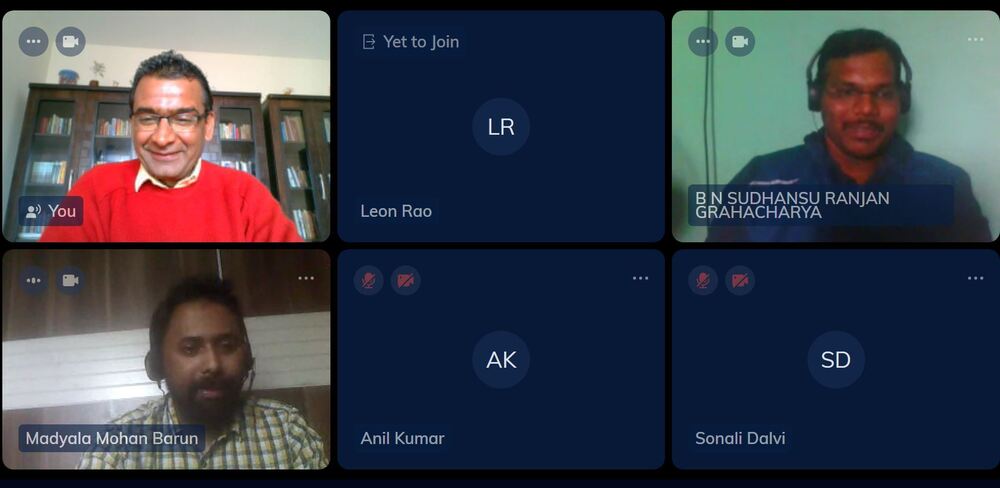 Yet to Join
LR
You
Leon Rao
B N SUDHANSU RANJAN
GRAHACHARYA
AK
SD
Madyala Mohan Barun
Anil Kumar
Sonali Dalvi